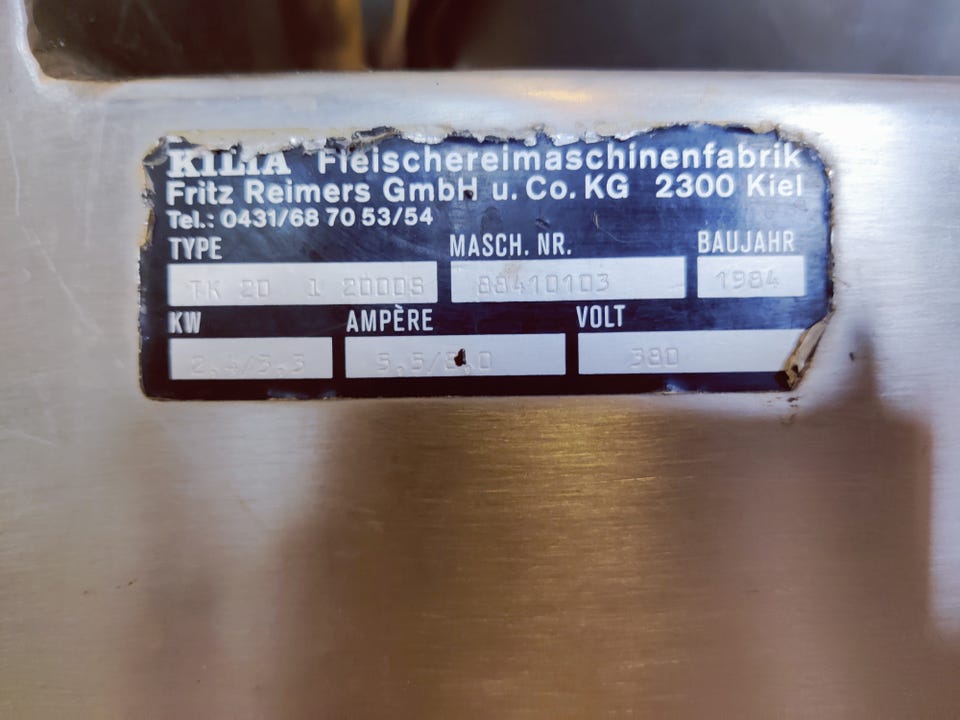 KILIA Fleischereimaschinenfabrik
Fritz Reimers GmbH u. Co. KG 2300 Kiel
Tel.: 0431/68 70 53/54
TYPE MASCH. NR. BAUJAHR
TK 20 1 2000S 88410103 1984
KW AMPÈRE VOLT
2,4/3,3 380